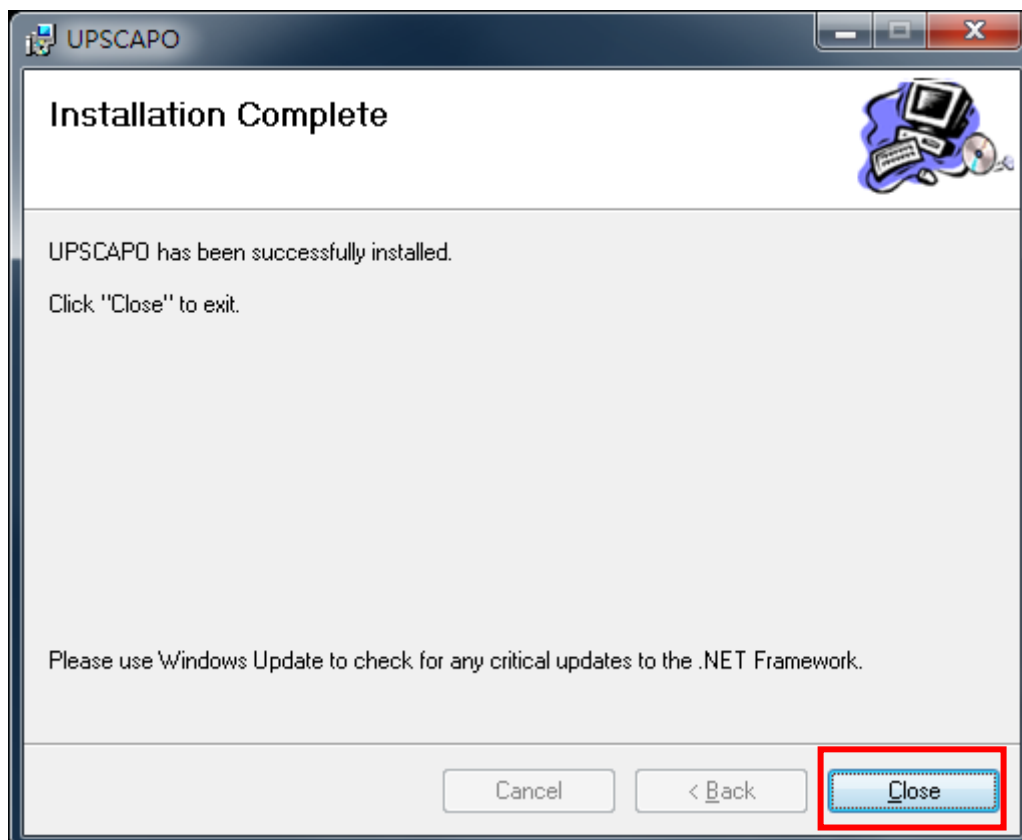 UPSCAPO
Installation Complete
UPSCAPO has been successfully installed.
Click "Close" to exit.
Please use Windows Update to check for any critical updates to the .NET Framework.
Cancel
< Back
Close